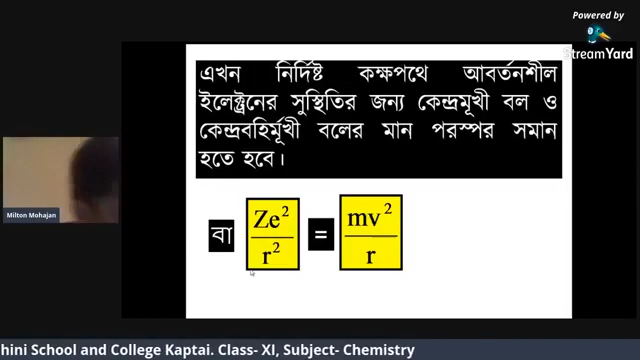 Powered by
StreamYard
এখন নির্দিষ্ট কক্ষপথে আবর্তনশীল
ইলেক্ট্রনের সুস্থিতির জন্য কেন্দ্রমূখী বল ও
কেন্দ্রবহির্মূখী বলের মান পরস্পর সমান
হতে হবে।
বা Ze²/r² = mv²/r
Milton Mohajan
hini School and College Kaptai. Class- XI, Subject- Chemistry